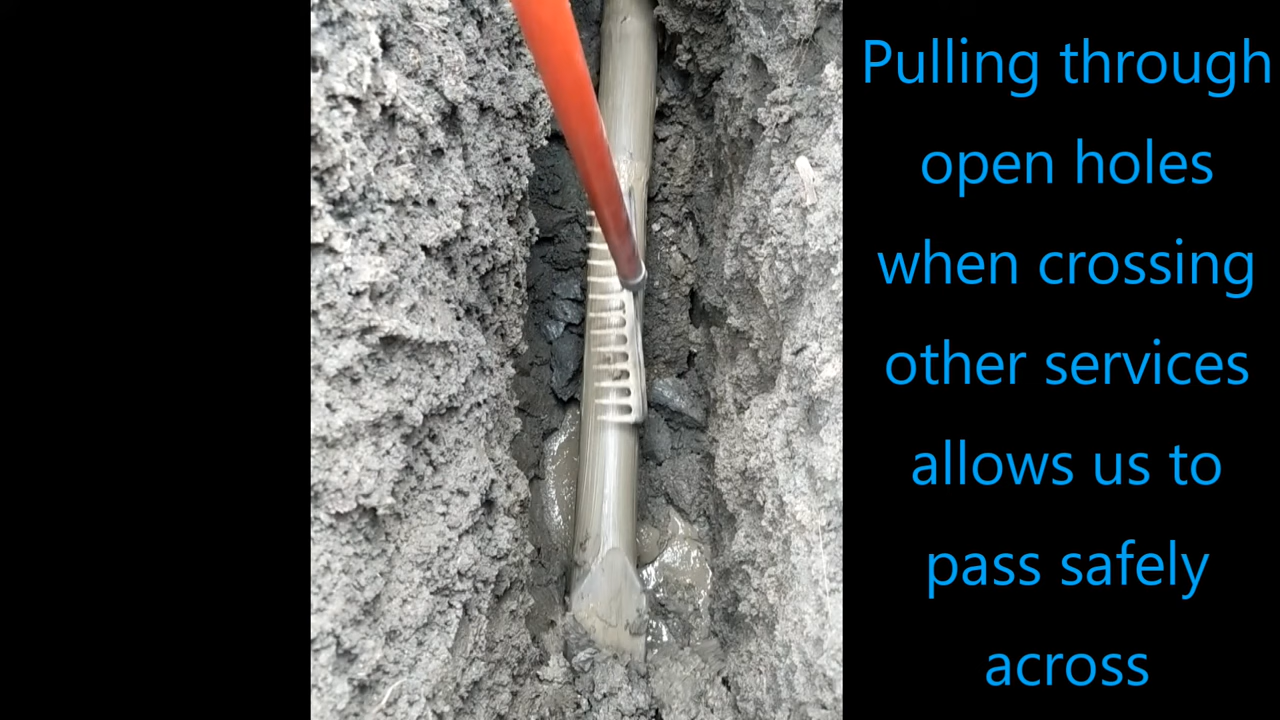 Pulling through
open holes
when crossing
other services
allows us to
pass safely
across